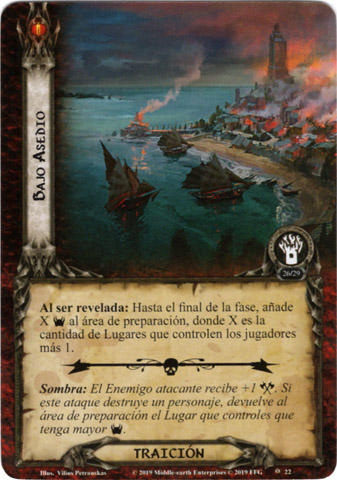 BAJO ASEDIO
26/29
Al ser revelada: Hasta el final de la fase, añade
X al área de preparación, donde X es la
cantidad de Lugares que controlen los jugadores
más 1.
Sombra: El Enemigo atacante recibe +1 . Si
este ataque destruye un personaje, devuelve al
área de preparación el Lugar que controles que
tenga mayor .
TRAICIÓN
Illus. Vilius Petrauskas © 2019 Middle-earth Enterprises © 2019 FFG 22